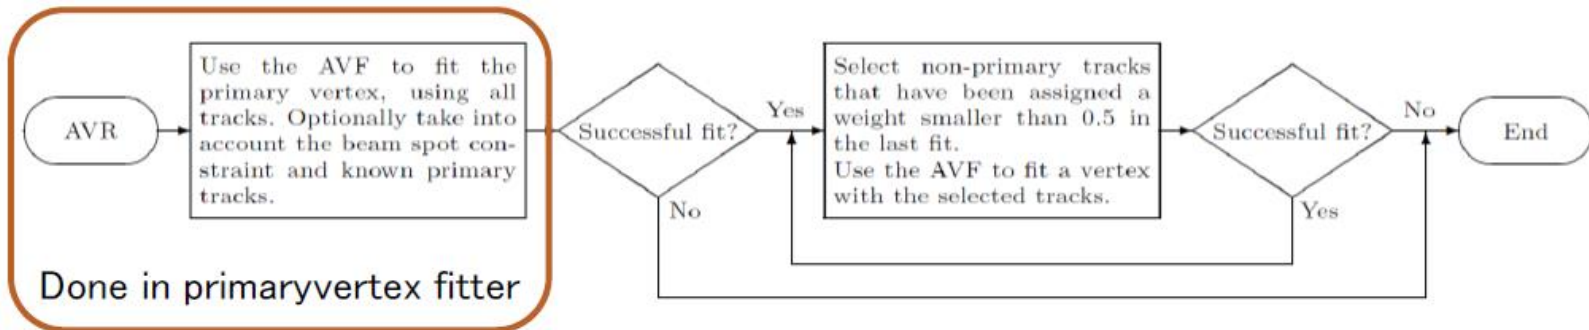 AVR
Use the AVF to fit the
primary vertex, using all
tracks. Optionally take into
account the beam spot con-
straint and known primary
tracks.
Done in primaryvertex fitter
Successful fit?
Yes
No
Select non-primary tracks
that have been assigned a
weight smaller than 0.5 in
the last fit.
Use the AVF to fit a vertex
with the selected tracks.
Successful fit?
No
Yes
End